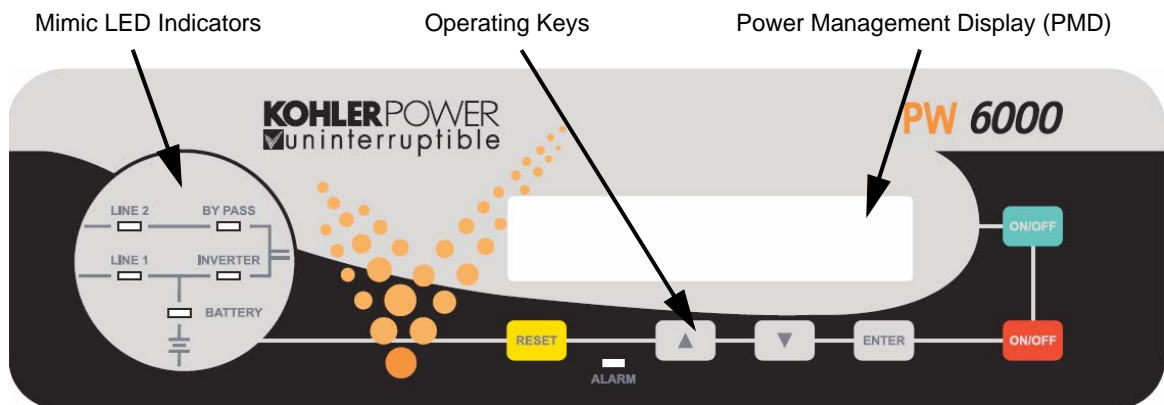 Mimic LED Indicators
Operating Keys
Power Management Display (PMD)
KOHLERPOWER
uninterruptible
PW 6000
LINE 2
BY PASS
LINE 1
INVERTER
BATTERY
ON/OFF
RESET
ENTER
ON/OFF
ALARM